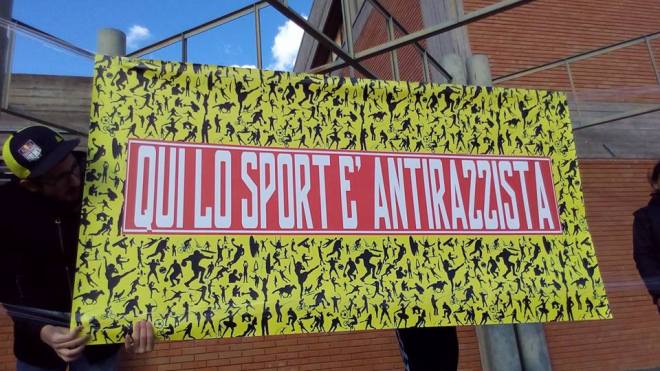 QUI LO SPORT E' ANTIRAZZISTA